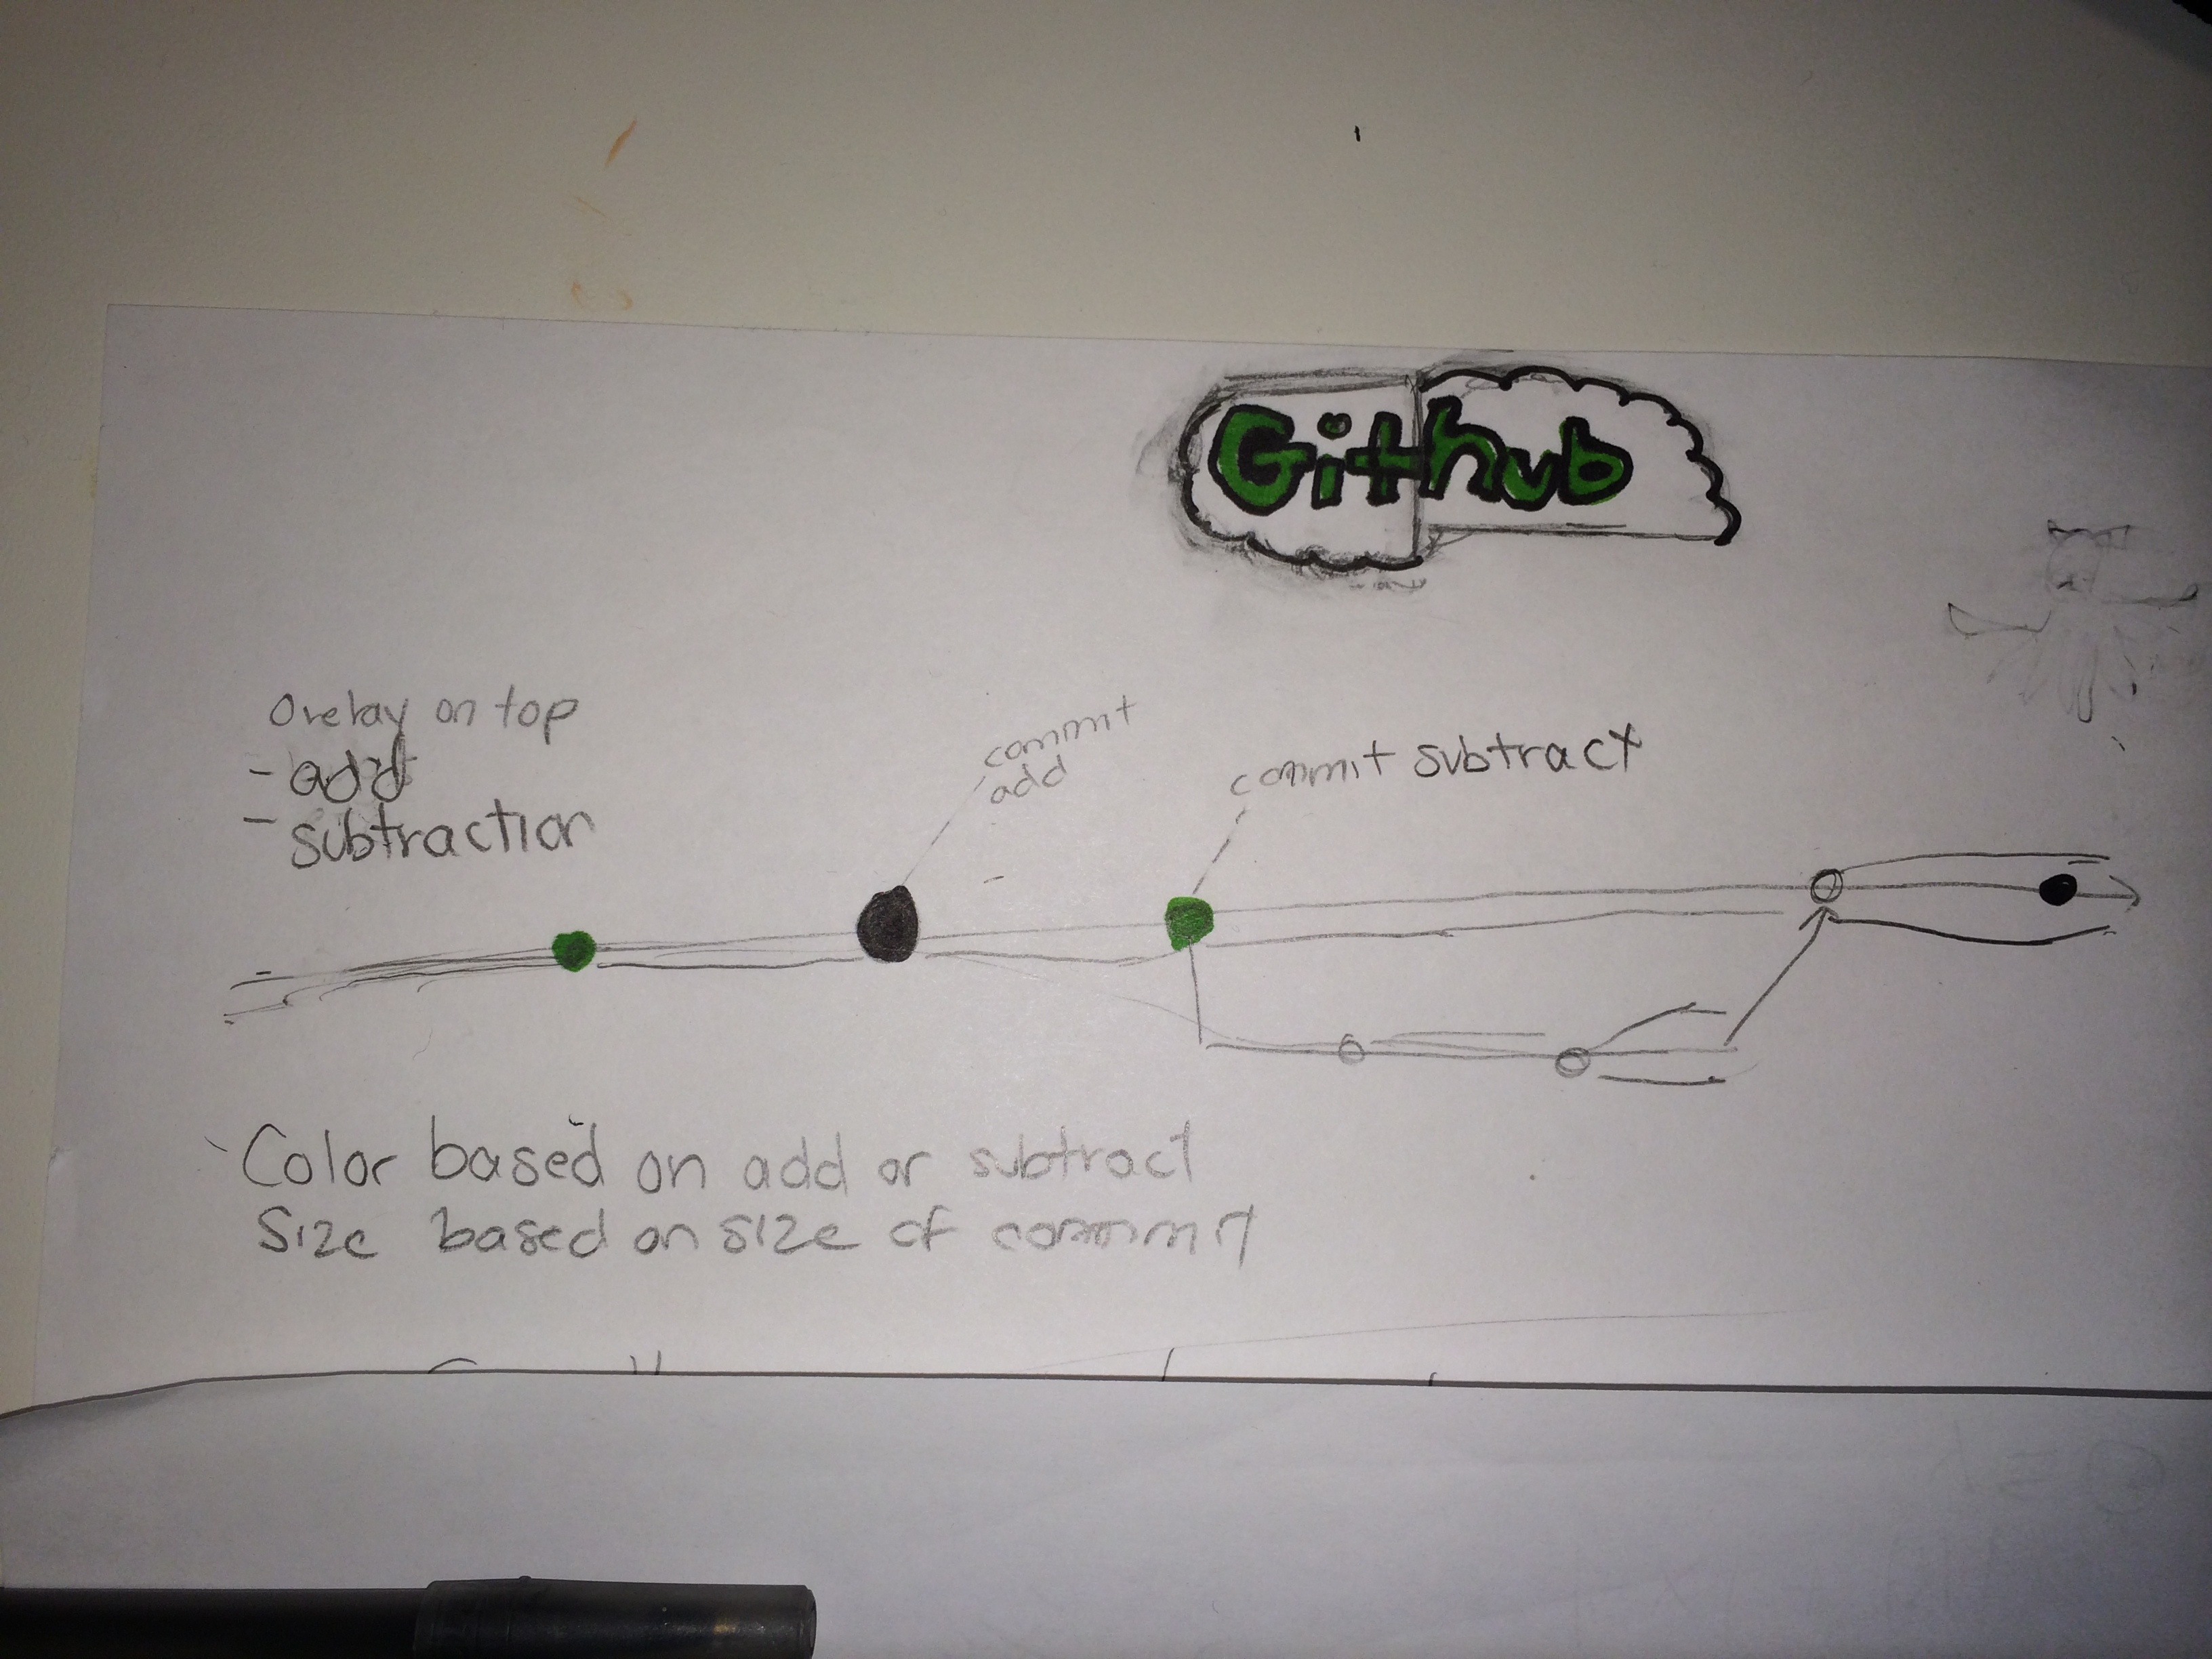 Github
Overlay on top
- add
- subtraction
commit
add
commit subtract
Color based on add or subtract
Size based on size of commit